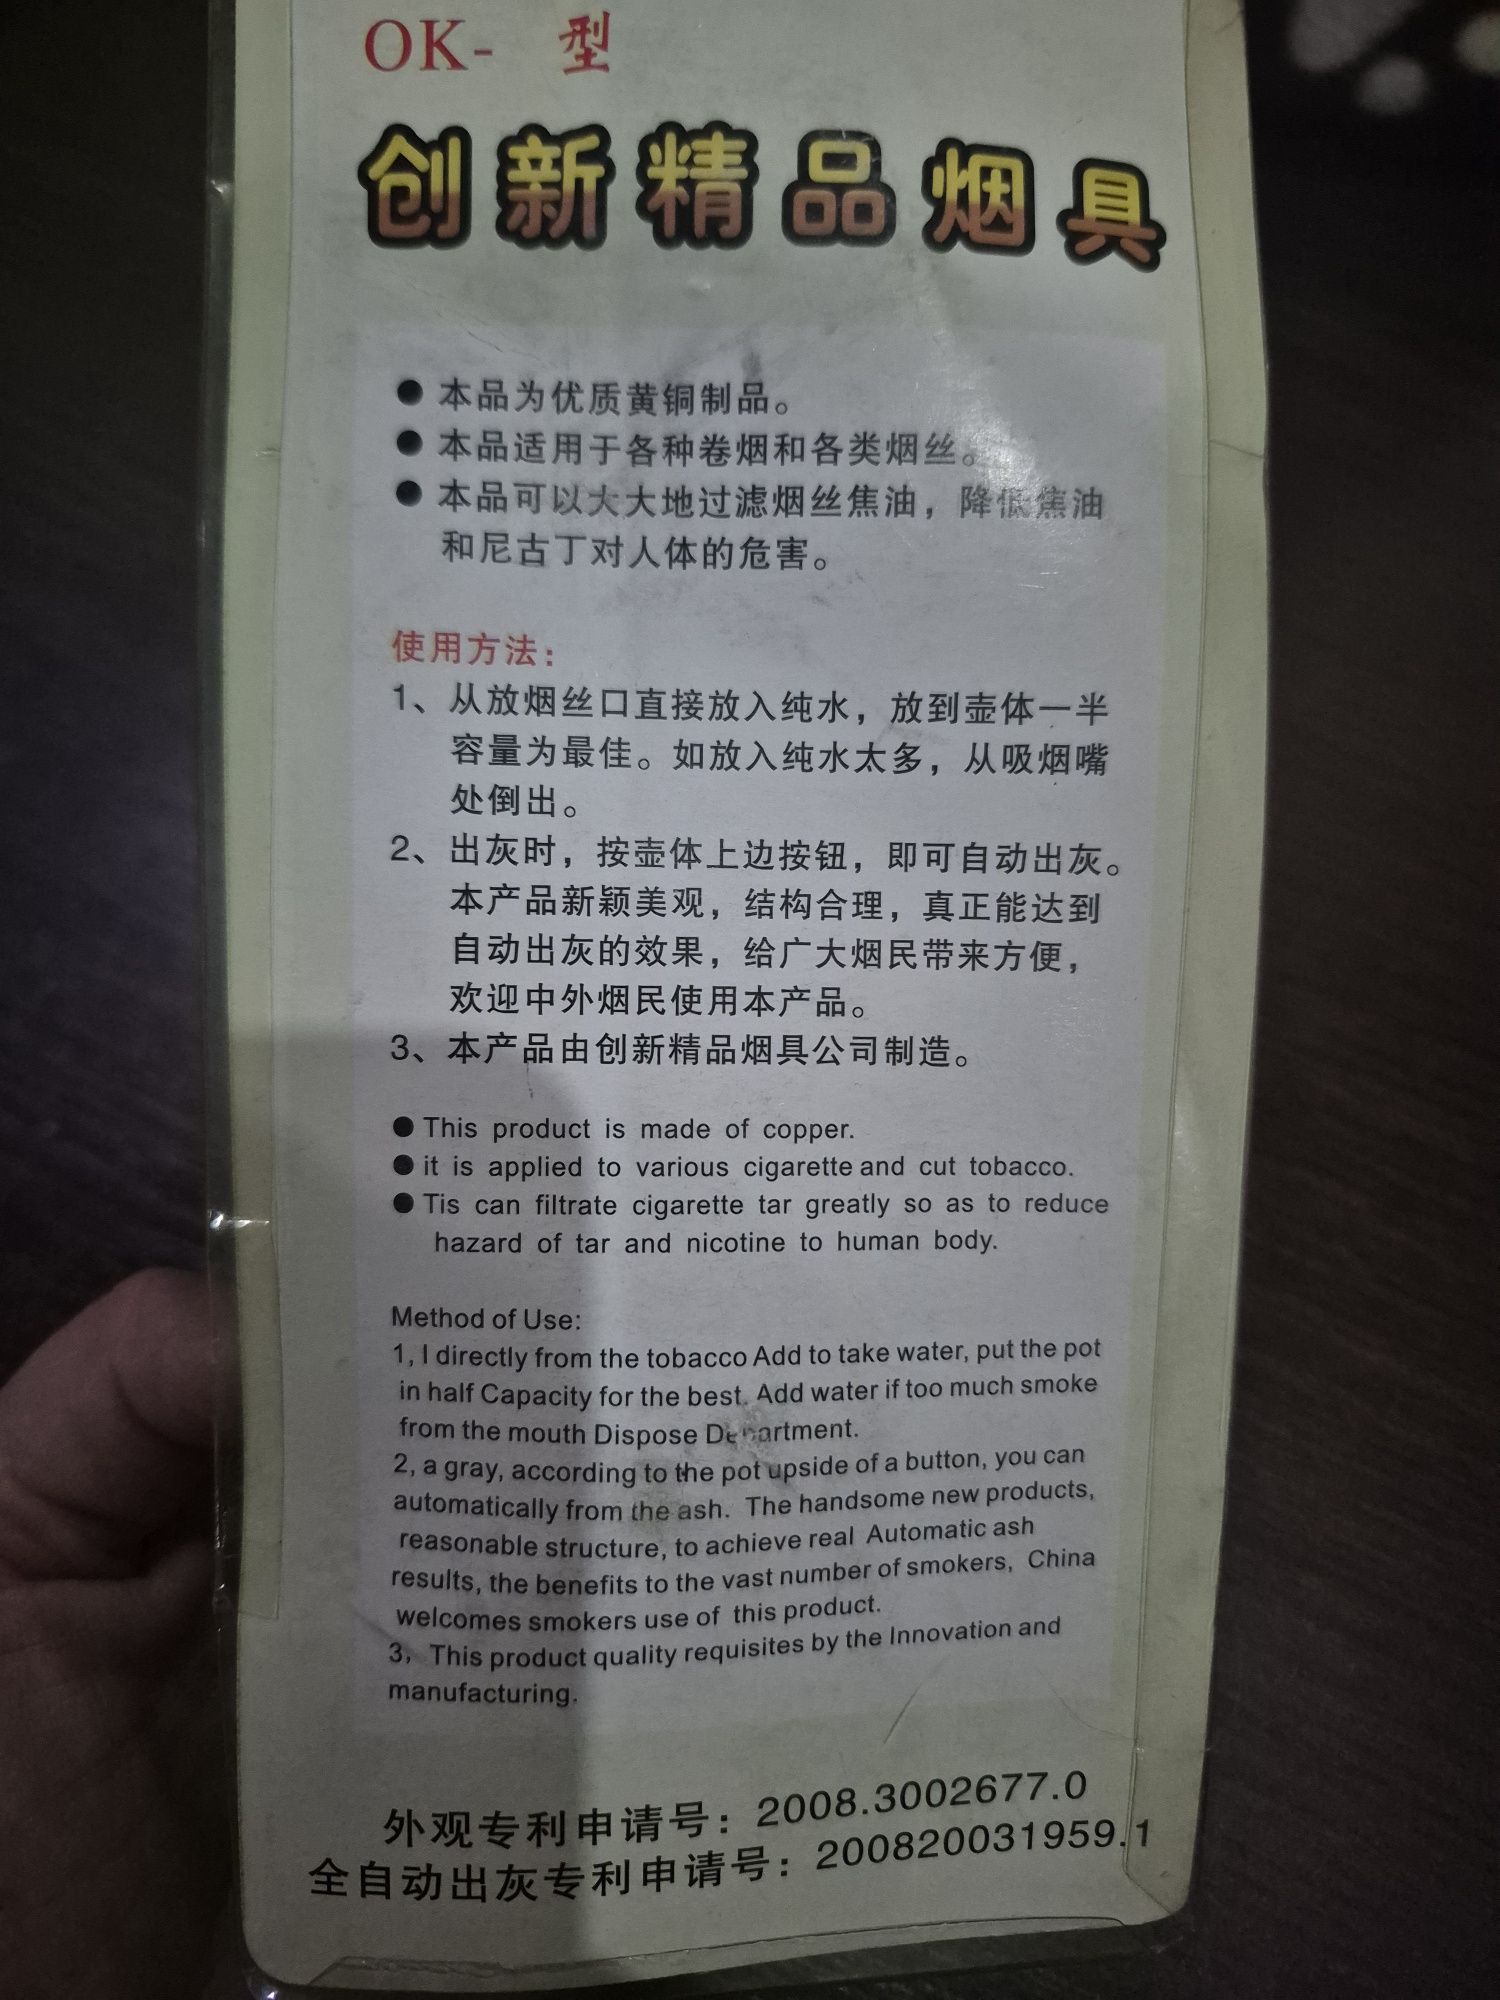 OK- 型
创新精品烟具
● 本品为优质黄铜制品。
● 本品适用于各种卷烟和各类烟丝。
● 本品可以大大地过滤烟丝焦油，降低焦油
和尼古丁对人体的危害。
使用方法：
1、从放烟丝口直接放入纯水，放到壶体一半
容量为最佳。如放入纯水太多，从吸烟嘴
处倒出。
2、出灰时，按壶体上边按钮，即可自动出灰。
本产品新颖美观，结构合理，真正能达到
自动出灰的效果，给广大烟民带来方便，
欢迎中外烟民使用本产品。
3、本产品由创新精品烟具公司制造。
● This product is made of copper.
● it is applied to various cigarette and cut tobacco.
● Tis can filtrate cigarette tar greatly so as to reduce
hazard of tar and nicotine to human body.
Method of Use:
1, I directly from the tobacco Add to take water, put the pot
in half Capacity for the best. Add water if too much smoke
from the mouth Dispose Department.
2, a gray, according to the pot upside of a button, you can
automatically from the ash. The handsome new products,
reasonable structure, to achieve real Automatic ash
results, the benefits to the vast number of smokers, China
welcomes smokers use of this product.
3, This product quality requisites by the Innovation and
manufacturing.
外观专利申请号：2008.3002677.0
全自动出灰专利申请号：200820031959.1